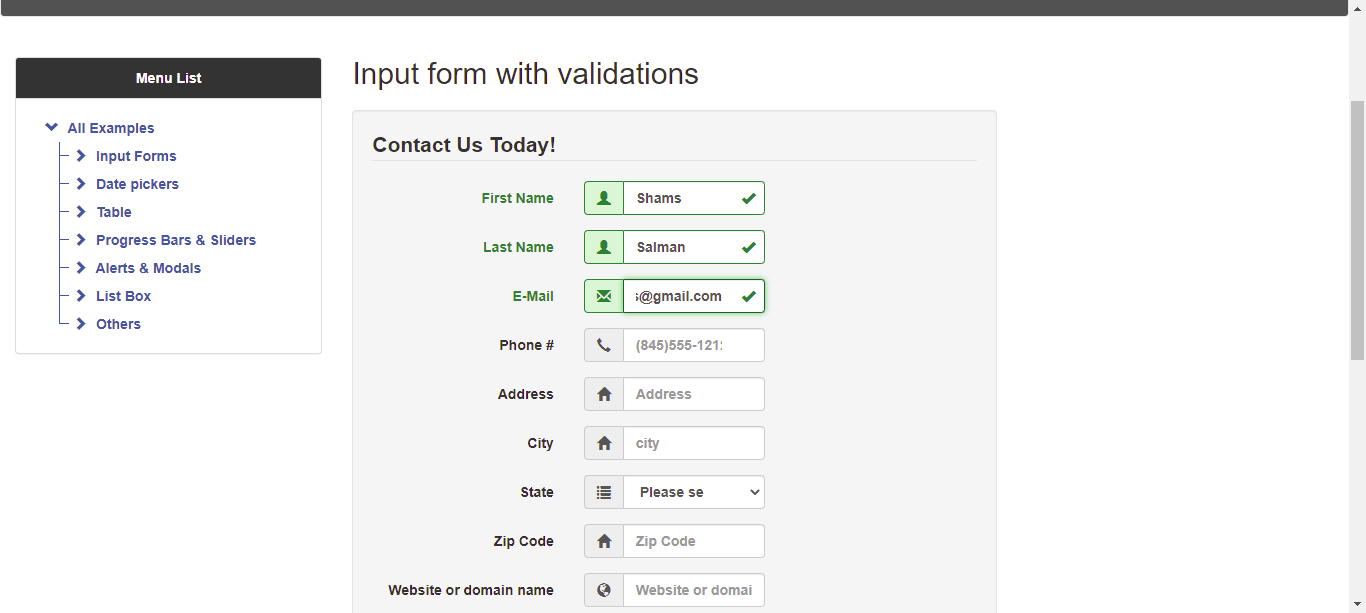 Menu List
All Examples
Input Forms
Date pickers
Table
Progress Bars & Sliders
Alerts & Modals
List Box
Others
Input form with validations
Contact Us Today!
First Name Shams
Last Name Salman
E-Mail s@gmail.com
Phone # (845)555-121
Address Address
City city
State Please se
Zip Code Zip Code
Website or domain name Website or domai